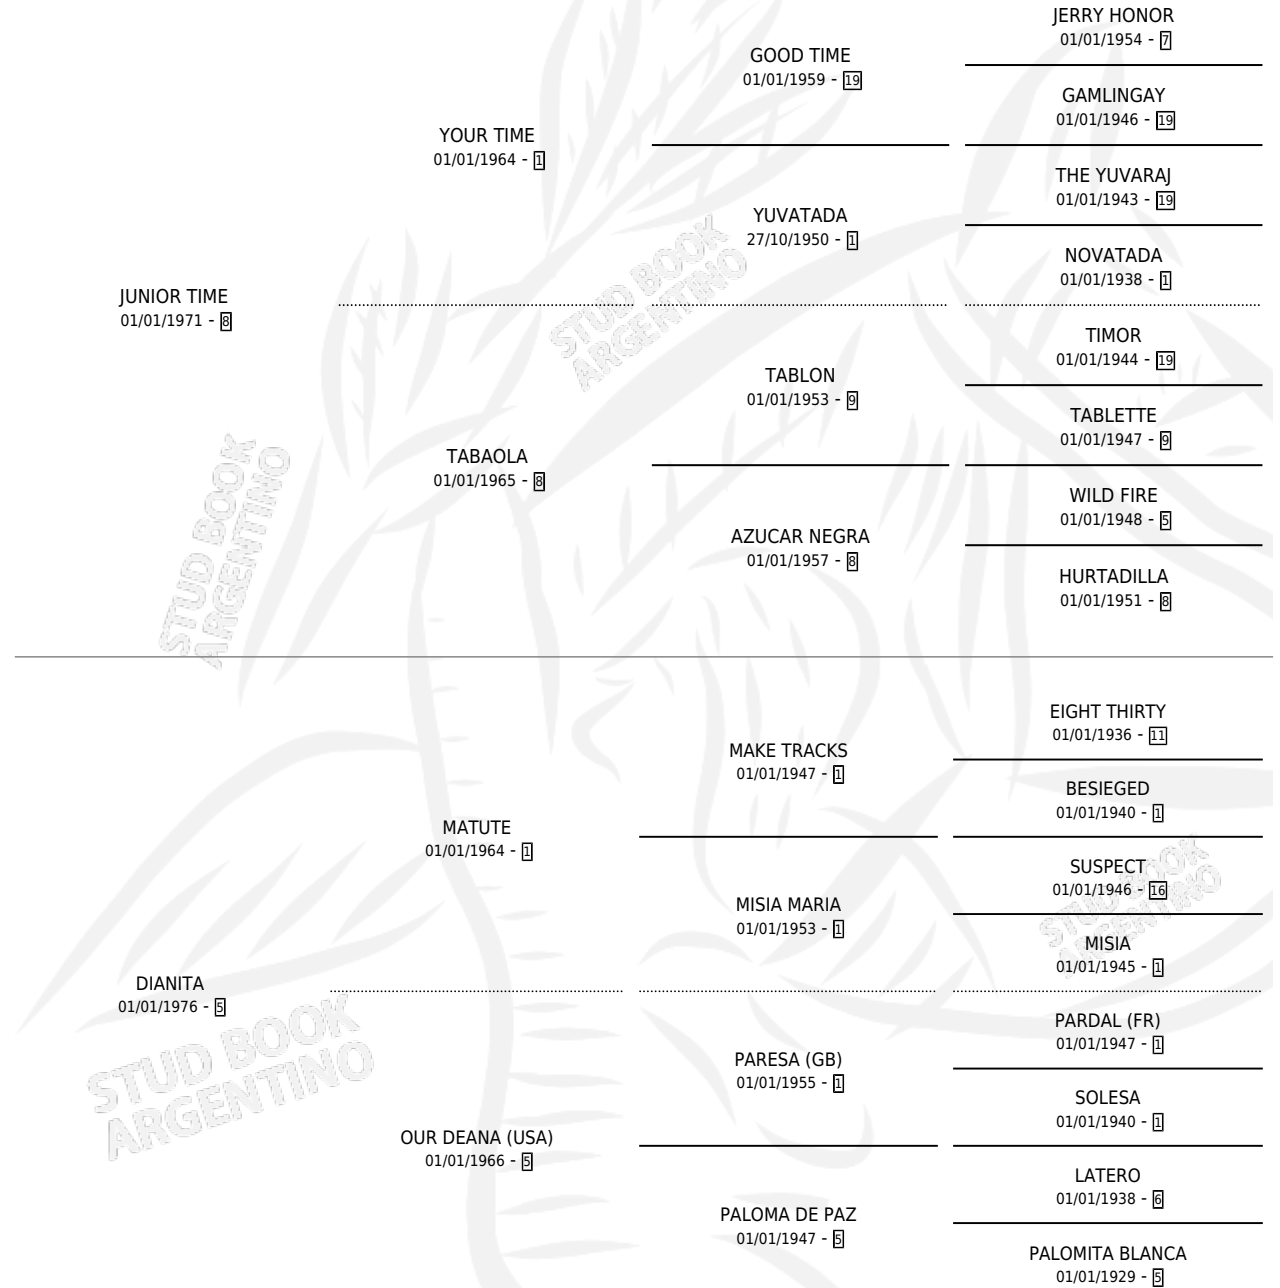 JERRY HONOR
01/01/1954 - 7
GOOD TIME
01/01/1959 - 19
GAMLINGAY
01/01/1946 - 19
YOUR TIME
01/01/1964 - 1
THE YUVARAJ
01/01/1943 - 19
YUVATADA
27/10/1950 - 1
NOVATADA
01/01/1938 - 1
JUNIOR TIME
01/01/1971 - 8
TIMOR
01/01/1944 - 19
TABLON
01/01/1953 - 9
TABLETTE
01/01/1947 - 9
TABAOLA
01/01/1965 - 8
WILD FIRE
01/01/1948 - 5
AZUCAR NEGRA
01/01/1957 - 8
HURTADILLA
01/01/1951 - 8
EIGHT THIRTY
01/01/1936 - 11
MAKE TRACKS
01/01/1947 - 1
BESIEGED
01/01/1940 - 1
MATUTE
01/01/1964 - 1
SUSPECT
01/01/1946 - 16
MISIA MARIA
01/01/1953 - 1
MISIA
01/01/1945 - 1
DIANITA
01/01/1976 - 5
PARDAL (FR)
01/01/1947 - 1
PARESA (GB)
01/01/1955 - 1
SOLESA
01/01/1940 - 1
OUR DEANA (USA)
01/01/1966 - 5
LATERO
01/01/1938 - 6
PALOMA DE PAZ
01/01/1947 - 5
PALOMITA BLANCA
01/01/1929 - 5
STUD BOOK
ARGENTINO
STUD BOOK
ARGENTINO
STUD BOOK
ARGENTINO
STUD BOOK
ARGENTINO